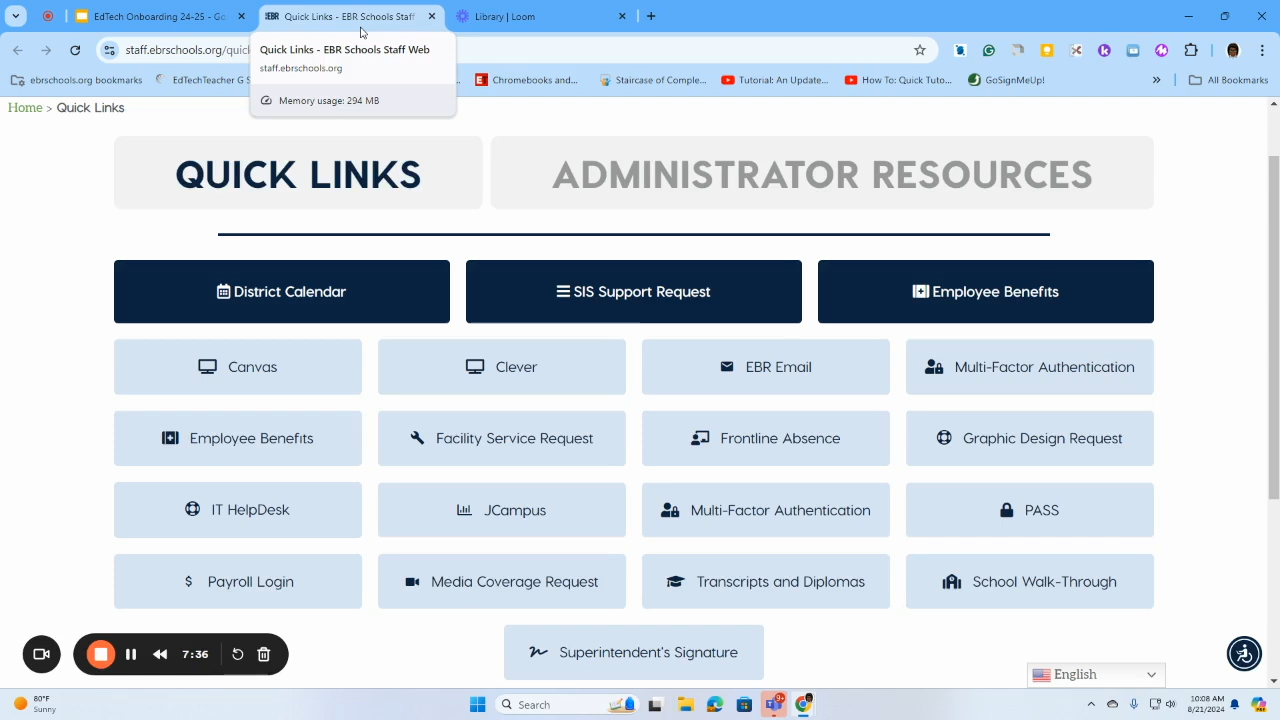 EdTech Onboarding 24-25 - Go
EBR Quick Links - EBR Schools Staff
Library | Loom
staff.ebrschools.org/quic
Quick Links - EBR Schools Staff Web
staff.ebrschools.org
Memory usage: 294 MB
ebrschools.org bookmarks
EdTechTeacher G S
Chromebooks and...
Staircase of Comple...
Tutorial: An Update...
How To: Quick Tuto...
GoSignMeUp!
All Bookmarks
Home > Quick Links
QUICK LINKS
ADMINISTRATOR RESOURCES
District Calendar
SIS Support Request
Employee Benefits
Canvas
Clever
EBR Email
Multi-Factor Authentication
Employee Benefits
Facility Service Request
Frontline Absence
Graphic Design Request
IT HelpDesk
JCampus
Multi-Factor Authentication
PASS
Payroll Login
Media Coverage Request
Transcripts and Diplomas
School Walk-Through
Superintendent's Signature
7:36
English
80°F
Sunny
Search
9+
10:08 AM
8/21/2024